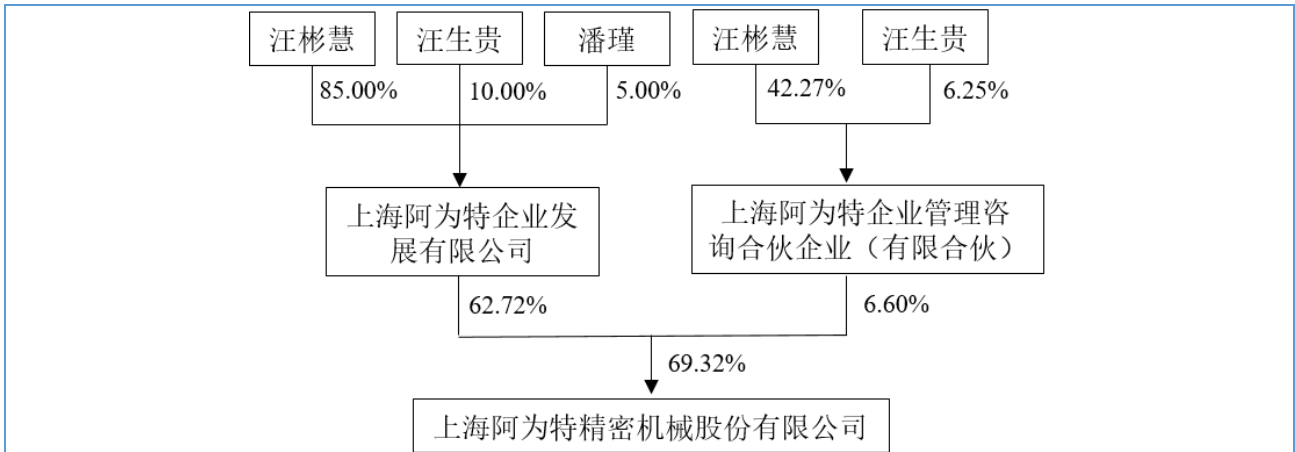 汪彬慧 汪生贵 潘瑾 汪彬慧 汪生贵
85.00% 10.00% 5.00% 42.27% 6.25%
上海阿为特企业发
展有限公司
上海阿为特企业管理咨
询合伙企业（有限合伙）
62.72% 6.60%
69.32%
上海阿为特精密机械股份有限公司